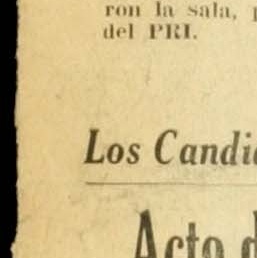 ron la sala,
del PRI.
Los Candi
Acto d